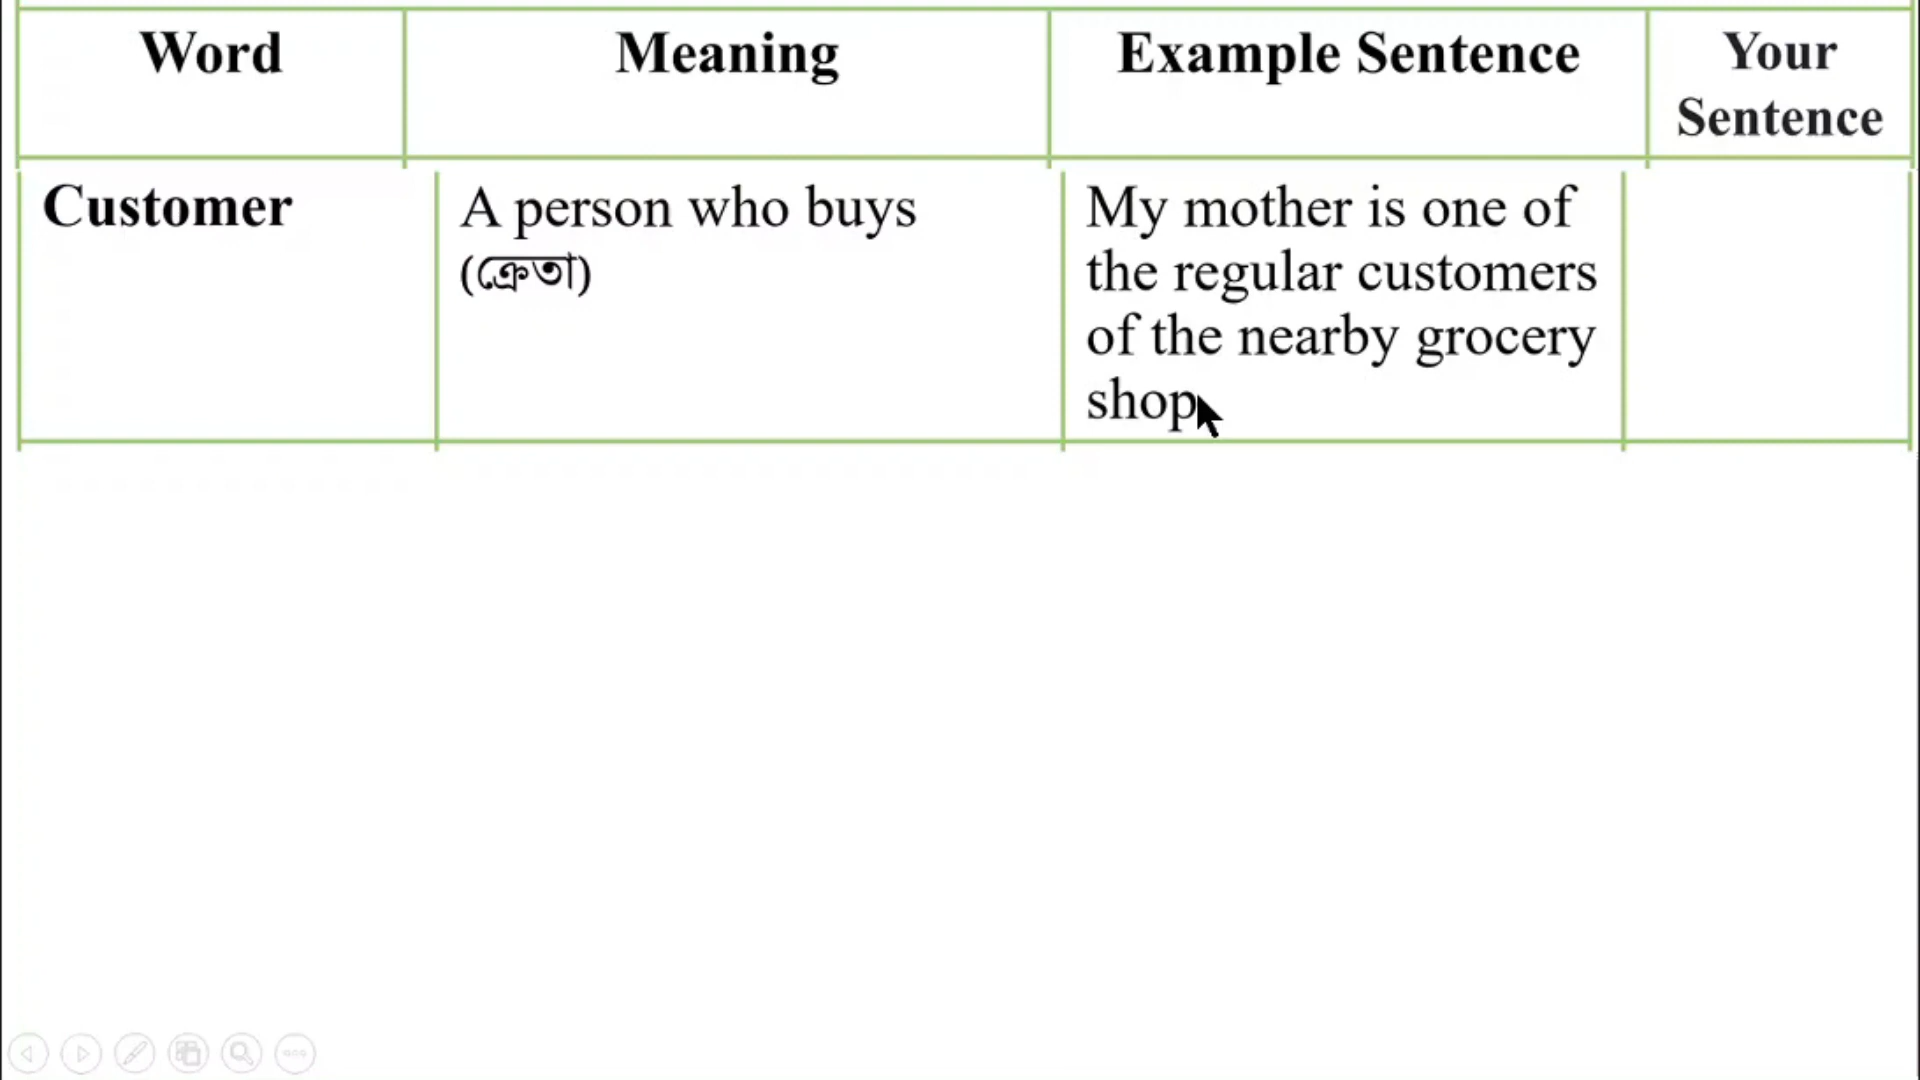 Word
Meaning
Example Sentence
Your
Sentence
Customer
A person who buys
(ক্রেতা)
My mother is one of
the regular customers
of the nearby grocery
shop